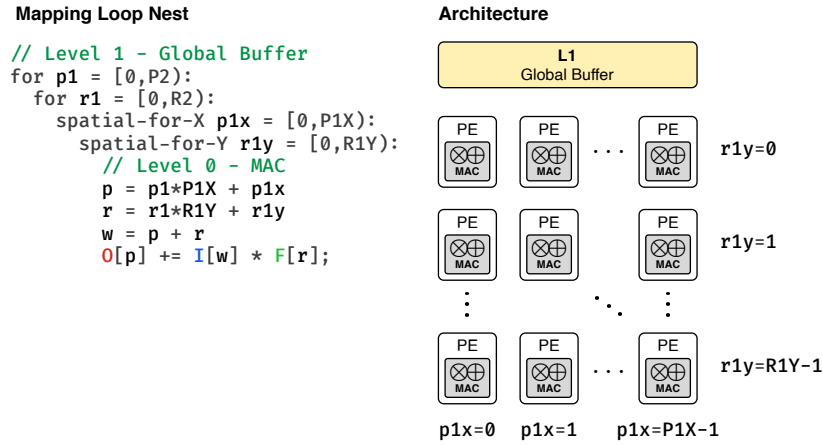 Mapping Loop Nest
// Level 1 - Global Buffer
for p1 = [0,P2):
for r1 = [0,R2):
spatial-for-X p1x = [0,P1X):
spatial-for-Y r1y = [0,R1Y):
// Level 0 - MAC
p = p1*P1X + p1x
r = r1*R1Y + r1y
w = p + r
O[p] += I[w] * F[r];
Architecture
L1
Global Buffer
PE PE ... PE
MAC MAC MAC
r1y=0
PE PE PE
MAC MAC MAC
r1y=1
PE PE ... PE
MAC MAC MAC
r1y=R1Y-1
p1x=0 p1x=1 p1x=P1X-1